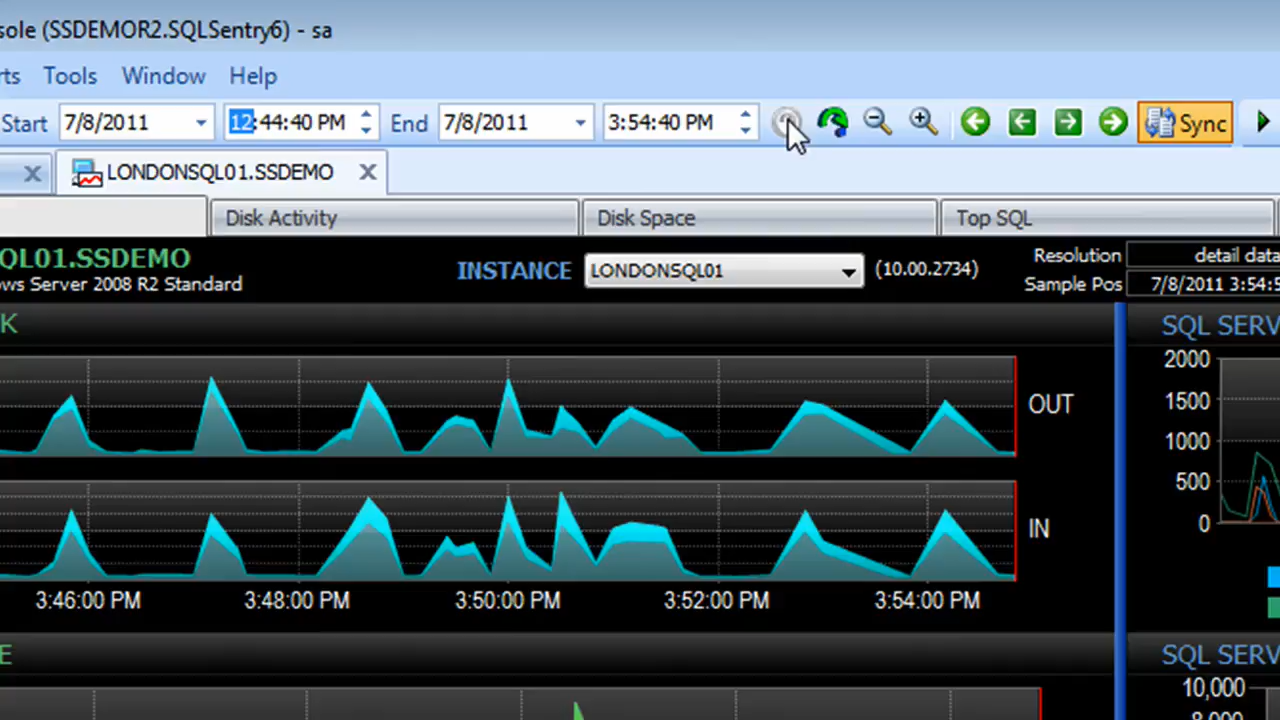 sole (SSDEMOR2.SQLSentry6) - sa
rts Tools Window Help
Start 7/8/2011 12:44:40 PM End 7/8/2011 3:54:40 PM Sync
LONDONSQL01.SSDEMO
Disk Activity Disk Space Top SQL
QL01.SSDEMO INSTANCE LONDONSQL01 (10.00.2734) Resolution detail data
ows Server 2008 R2 Standard Sample Pos 7/8/2011 3:54:5
K SQL SERV
2000
OUT 1500
1000
500
IN 0
3:46:00 PM 3:48:00 PM 3:50:00 PM 3:52:00 PM 3:54:00 PM
E SQL SERV
10,000